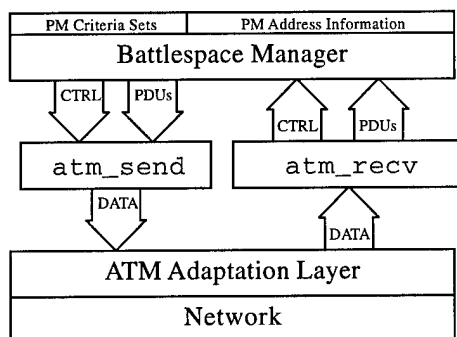 PM Criteria Sets PM Address Information
Battlespace Manager
CTRL PDUs CTRL PDUs
atm_send atm_recv
DATA DATA
ATM Adaptation Layer
Network